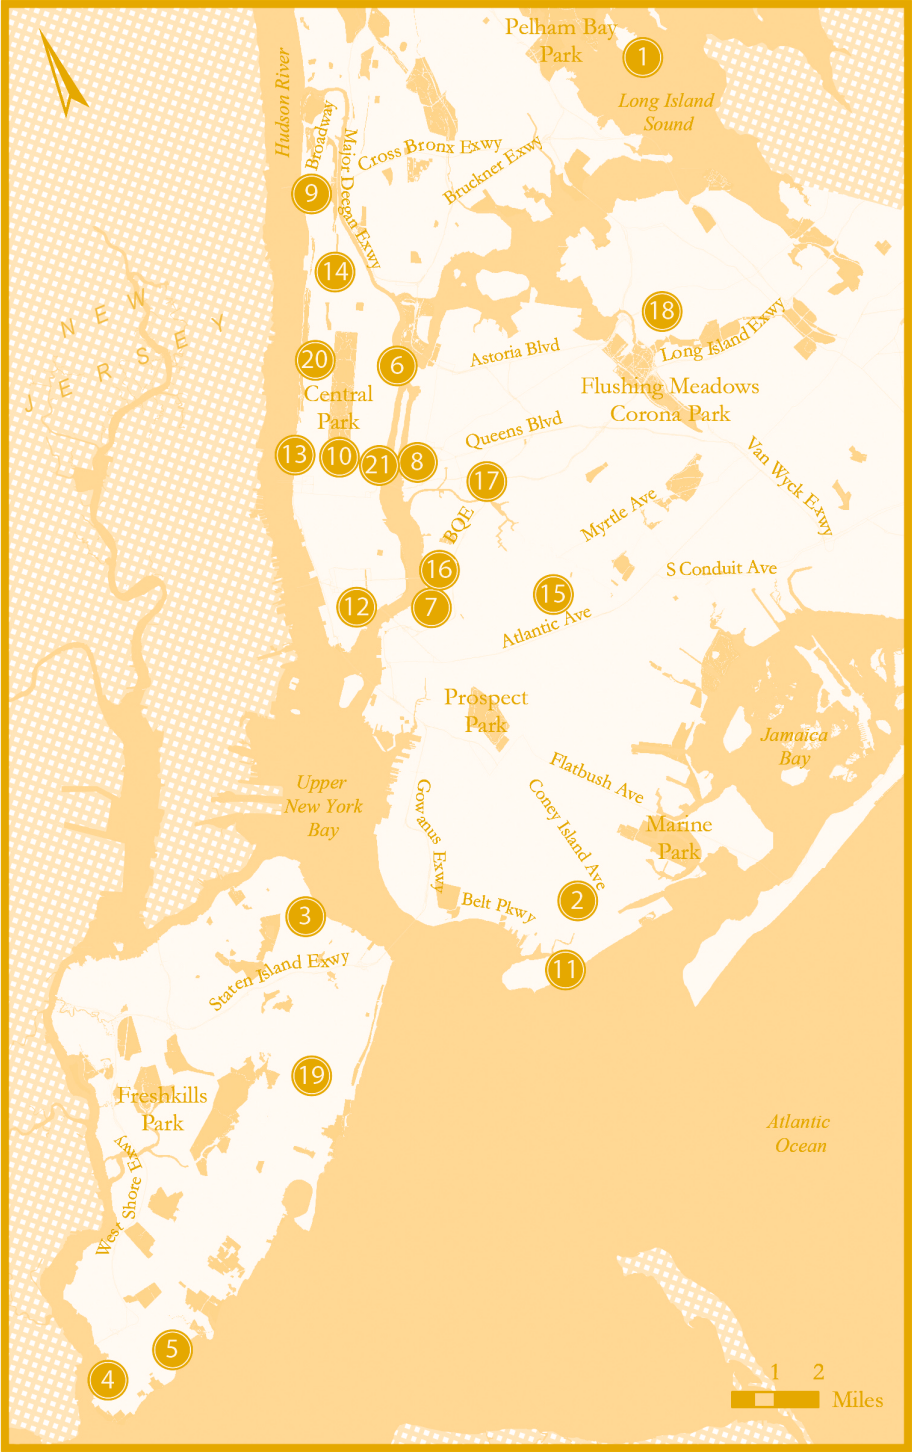 Pelham Bay
Park
1
Long Island
Sound
Hudson River
Broadway
Major Deegan Exwy
Cross Bronx Exwy
Bruckner Exwy
9
14
NEW
JERSEY
18
Long Island Exwy
Astoria Blvd
20
6
Central
Park
Flushing Meadows
Corona Park
Queens Blvd
13
10
21
8
17
Van Wyck Exwy
Myrtle Ave
BQE
16
S Conduit Ave
12
7
15
Atlantic Ave
Prospect
Park
Jamaica
Bay
Upper
New York
Bay
Flatbush Ave
Gowanus Exwy
Coney Island Ave
Marine
Park
2
Belt Pkwy
3
Staten Island Exwy
11
19
Freshkills
Park
Atlantic
Ocean
West Shore Exwy
5
4
1 2
Miles